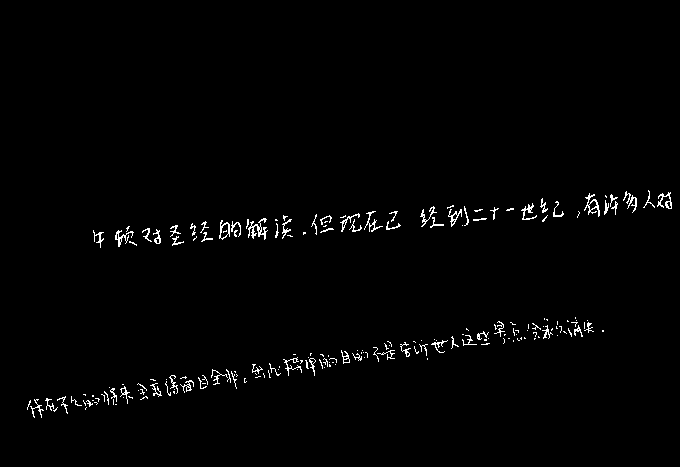 牛顿对圣经的解读.但现在已经到二十一世纪,有许多人对
在不久的将来会变得面目全非.至此榜单的目的不是告诉世人这些景点会永久消失.